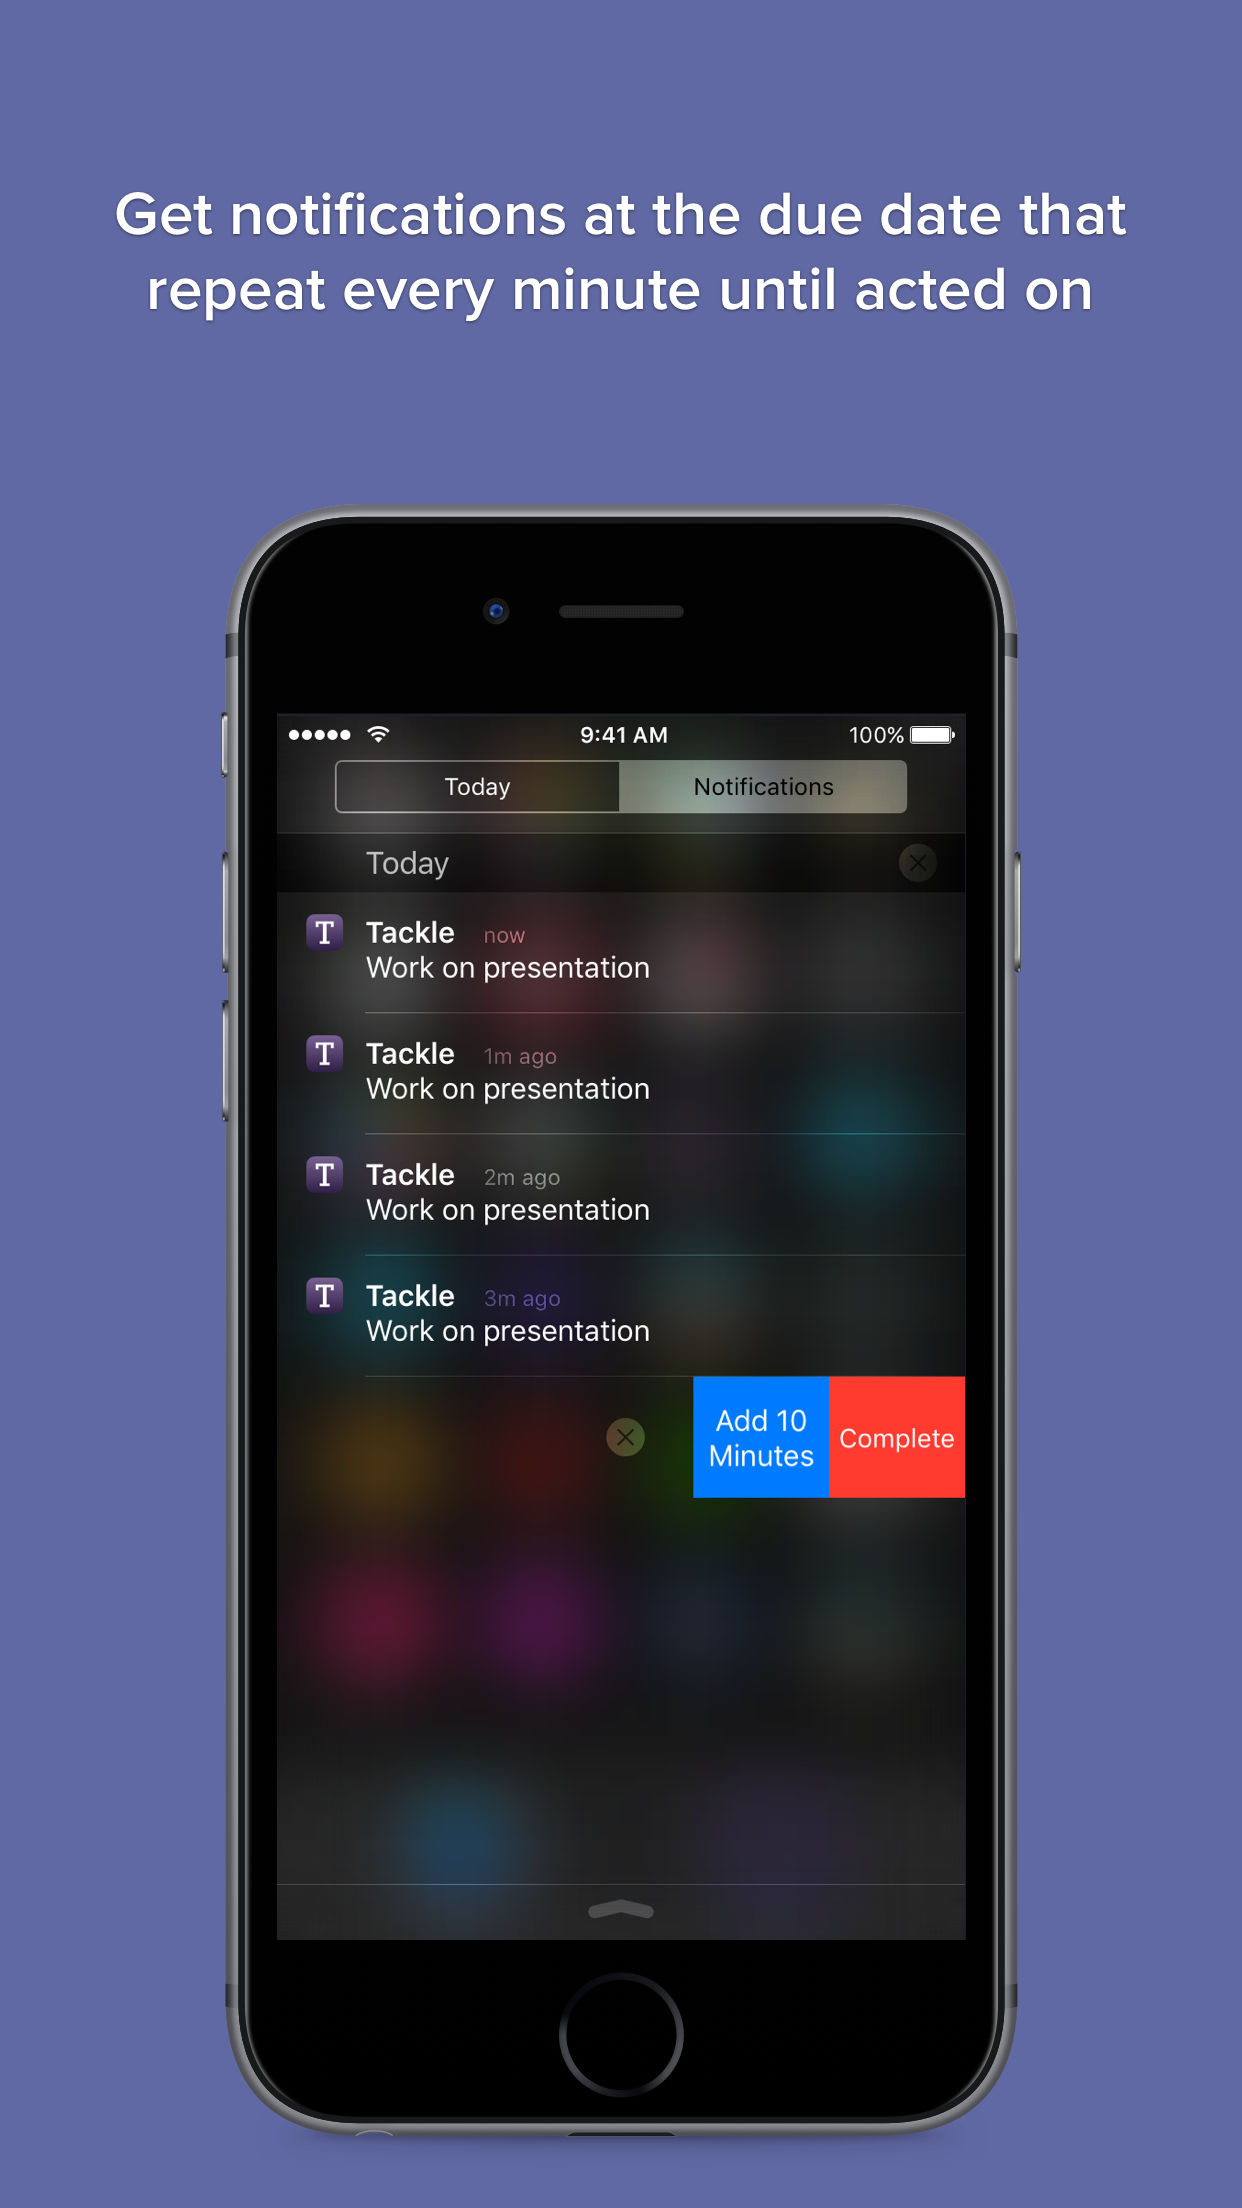 Get notifications at the due date that
repeat every minute until acted on
9:41 AM
100%
Today
Notifications
Today
T
Tackle now
Work on presentation
T
Tackle 1m ago
Work on presentation
T
Tackle 2m ago
Work on presentation
T
Tackle 3m ago
Work on presentation
Add 10
Minutes
Complete